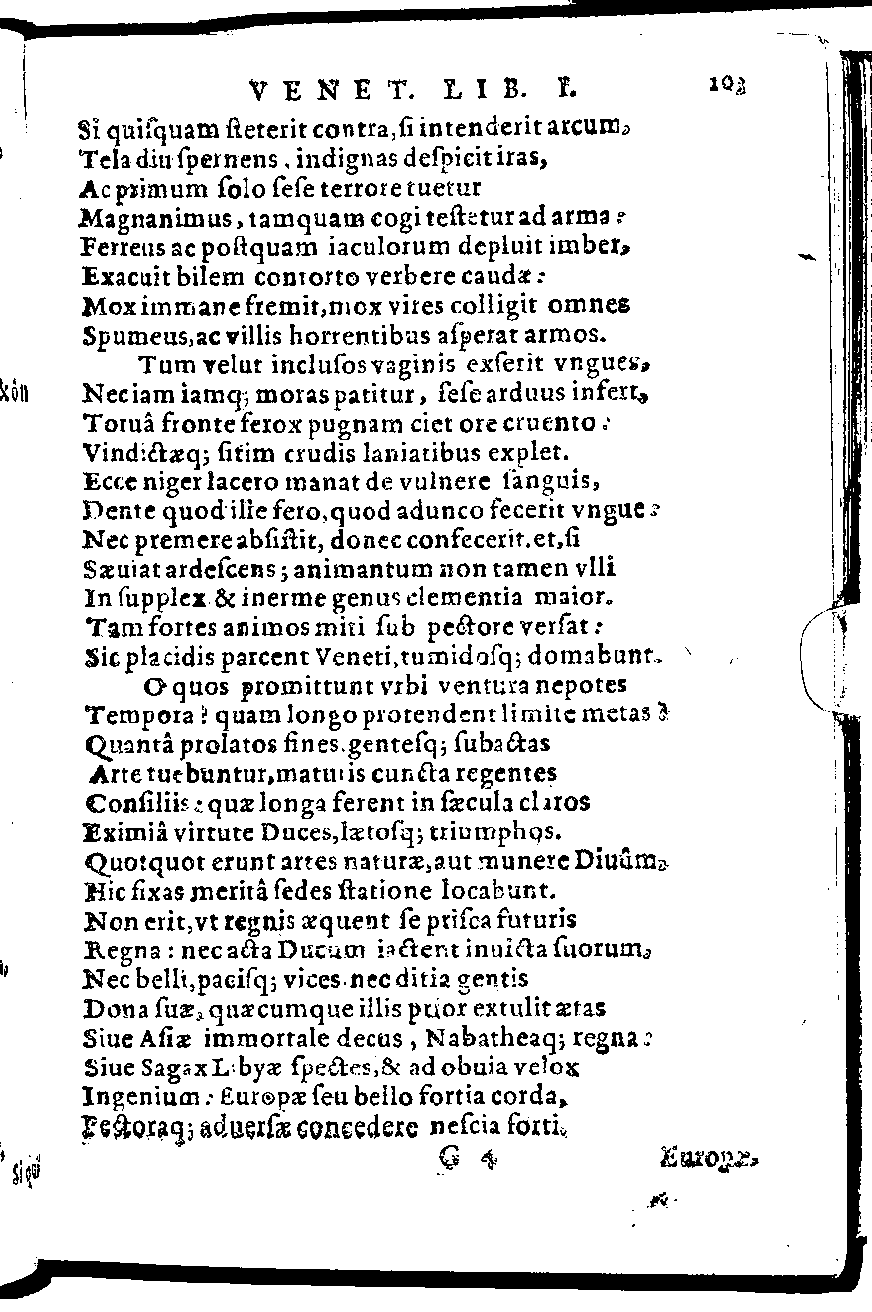 VENET. LIB. I. 103
Si quiſquam ſteterit contra, ſi intenderit arcum,
Tela diu ſpernens, indignas deſpicit iras,
Ac primum ſolo ſeſe terrore tuetur
Magnanimus, tamquam cogi teſtetur ad arma:
Ferreus ac poſtquam iaculorum depluit imber,
Exacuit bilem contorto verbere caudæ:
Mox immane fremit, mox vires colligit omnes
Spumeus, ac villis horrentibus aſperat armos.
Tum velut incluſos vaginis exſerit vngues,
Nec iam iamq; moras patitur, ſeſe arduus infert,
Toruâ fronte ferox pugnam ciet ore cruento:
Vindictæq; ſitim crudis laniatibus explet.
Ecce niger lacero manat de vulnere ſanguis,
Dente quod ille fero, quod adunco fecerit vngue:
Nec premere abſiſtit, donec confecerit. et, ſi
Sæuiat ardeſcens; animantum non tamen vlli
In ſupplex & inerme genus clementia maior.
Tam fortes animos miti ſub pectore verſat:
Sic placidis parcent Veneti, tumidoſq; domabunt.
O quos promittunt vrbi ventura nepotes
Tempora? quam longo protendent limite metas?
Quantâ prolatos fines. genteſq; ſubactas
Arte tuebuntur, maturis cuncta regentes
Conſiliis: quæ longa ferent in ſæcula claros
Eximiâ virtute Duces, lætoſq; triumphos.
Quotquot erunt artes naturæ, aut munere Diuûm,
Hic fixas meritâ ſedes ſtatione locabunt.
Non erit, vt regnis æquent ſe priſca futuris
Regna: nec acta Ducum iactent inuicta ſuorum,
Nec belli, paciſq; vices. nec ditia gentis
Dona ſuæ, quæcumque illis prior extulit ætas
Siue Aſiæ immortale decus, Nabatheaq; regna:
Siue Sagax Libyæ ſpectes, & ad obuia velox
Ingenium: Europæ ſeu bello fortia corda,
Pectoraq; aduerſæ concedere neſcia ſorti.
G 4 Europæ,